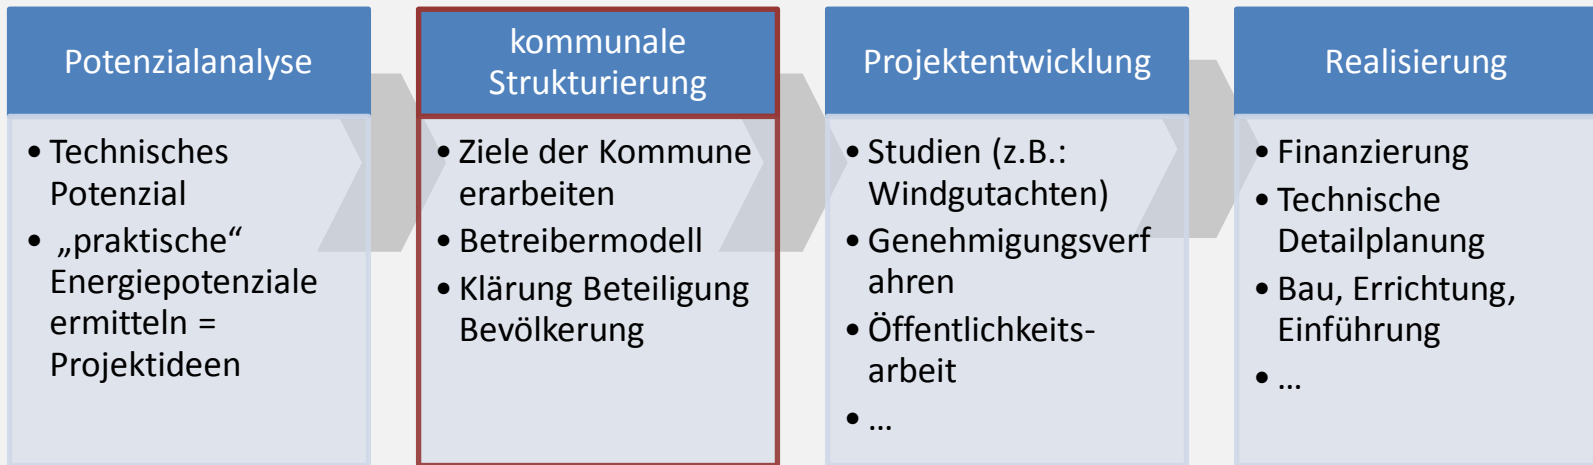 Potenzialanalyse
• Technisches
Potenzial
• „praktische“
Energiepotenziale
ermitteln =
Projektideen
kommunale
Strukturierung
• Ziele der Kommune
erarbeiten
• Betreibermodell
• Klärung Beteiligung
Bevölkerung
Projektentwicklung
• Studien (z.B.:
Windgutachten)
• Genehmigungsverf
ahren
• Öffentlichkeits-
arbeit
• ...
Realisierung
• Finanzierung
• Technische
Detailplanung
• Bau, Errichtung,
Einführung
• ...